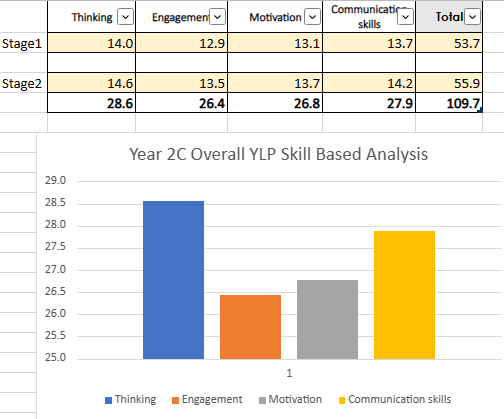 Thinking Engagement Motivation Communication skills Total
Stage1 14.0 12.9 13.1 13.7 53.7
Stage2 14.6 13.5 13.7 14.2 55.9
28.6 26.4 26.8 27.9 109.7
Year 2C Overall YLP Skill Based Analysis
29.0
28.5
28.0
27.5
27.0
26.5
26.0
25.5
25.0
1
Thinking Engagement Motivation Communication skills